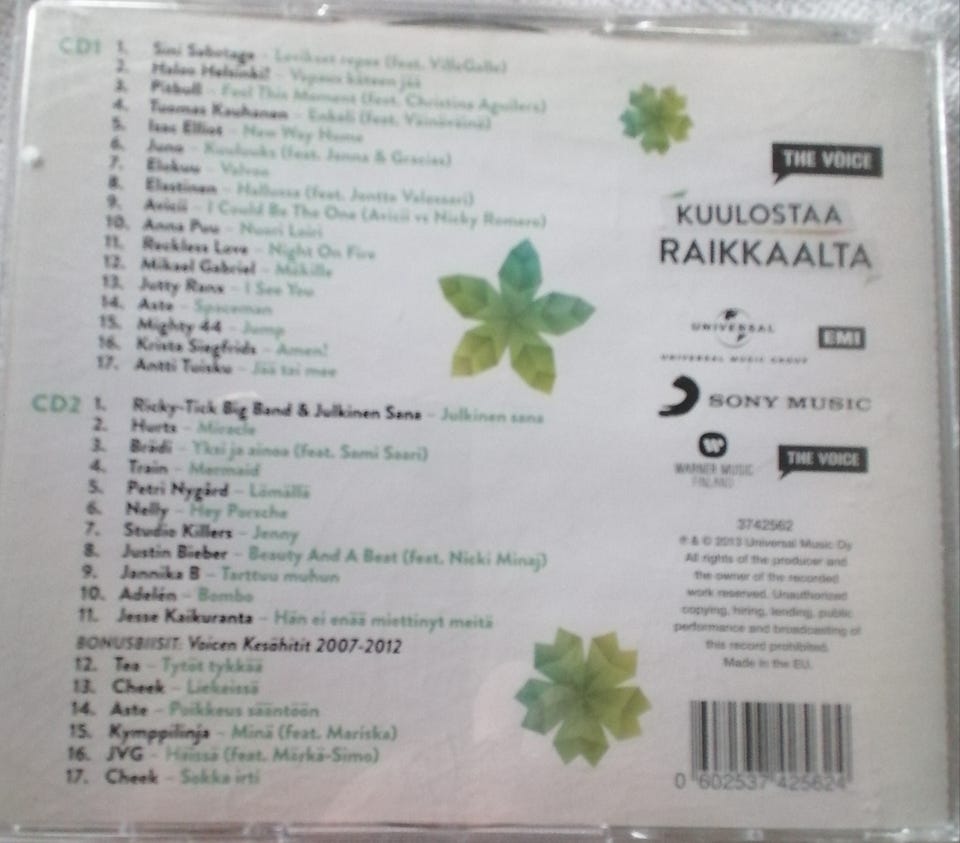 CD1
1. Sini Sabotage – Levikset repee (feat. VilleGalle)
2. Haloo Helsinki! – Vapaus käteen jää
3. Pitbull – Feel This Moment (feat. Christina Aguilera)
4. Tuomas Kauhanen – Enkeli (feat. Väinöväinä)
5. Isac Elliot – New Way Home
6. Juno – Kuuluuks (feat. Janna & Gracias)
7. Elokuu – Valvoo
8. Elastinen – Hallussa (feat. Jontte Valosaari)
9. Avicii – I Could Be The One (Avicii vs Nicky Romero)
10. Anna Puu – Nuori Loiri
11. Reckless Love – Night On Fire
12. Mikael Gabriel – Mäkille
13. Jutty Ranx – I See You
14. Aste – Spaceman
15. Mighty 44 – Jump
16. Krista Siegfrids – Amen!
17. Antti Tuisku – Jää tai mee
CD2
1. Ricky-Tick Big Band & Julkinen Sana – Julkinen sana
2. Hurts – Miracle
3. Brädi – Yksi ja ainoa (feat. Sami Saari)
4. Train – Mermaid
5. Petri Nygård – Lämällä
6. Nelly – Hey Porsche
7. Studio Killers – Jenny
8. Justin Bieber – Beauty And A Beat (feat. Nicki Minaj)
9. Jannika B – Tarttuu muhun
10. Adelén – Bombo
11. Jesse Kaikuranta – Hän ei enää miettinyt meitä
BONUSBIISIT: Voicen Kesähitit 2007-2012
12. Tea – Tytöt tykkää
13. Cheek – Liekeissä
14. Aste – Poikkeus sääntöön
15. Kymppilinja – Minä (feat. Mariska)
16. JVG – Häissä (feat. Märkä-Simo)
17. Cheek – Sokka irti
THE VOICE
KUULOSTAA
RAIKKAALTA
UNIVERSAL
UNIVERSAL MUSIC GROUP
EMI
SONY MUSIC
WARNER MUSIC
FINLAND
THE VOICE
3742562
℗ & © 2013 Universal Music Oy
All rights of the producer and
the owner of the recorded
work reserved. Unauthorized
copying, hiring, lending, public
performance and broadcasting of
this record prohibited.
Made in the EU.
0 602537 425624